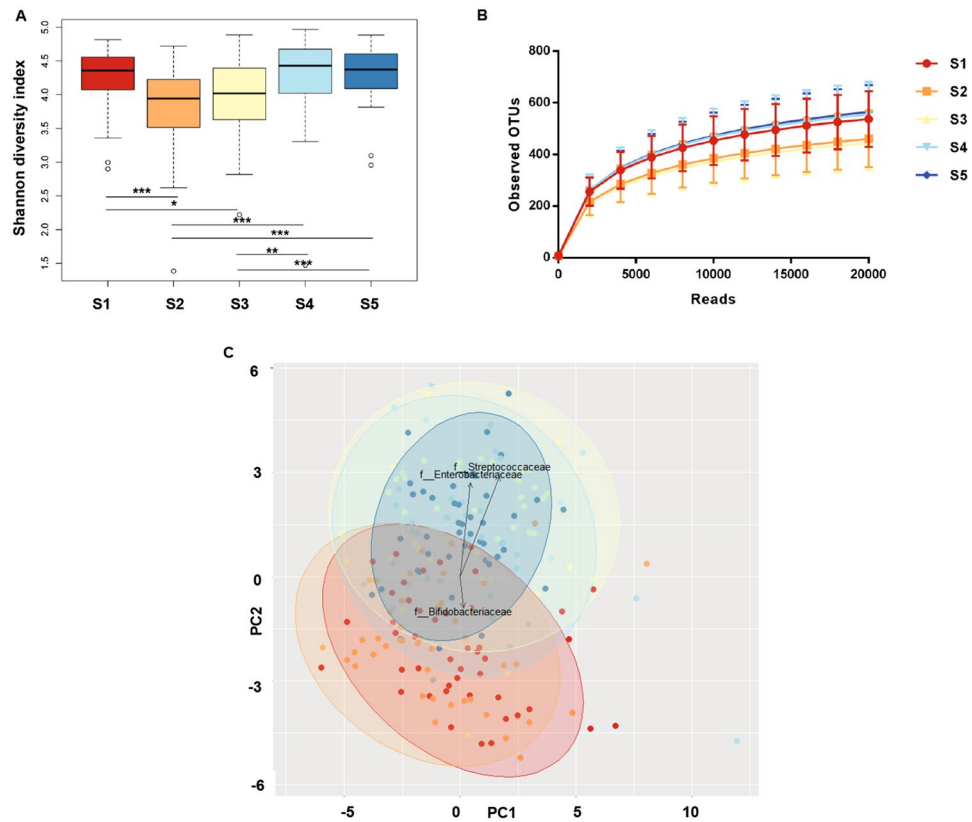 A
Shannon diversity index
5.0
4.5
4.0
3.5
3.0
2.5
2.0
1.5
***
*
***
***
**
***
S1 S2 S3 S4 S5
B
Observed OTUs
800
600
400
200
0
0 5000 10000 15000 20000
Reads
S1
S2
S3
S4
S5
C
PC2
6
3
0
-3
-6
f__Streptococcaceae
f__Enterobacteriaceae
f__Bifidobacteriaceae
-5 0 5 10
PC1